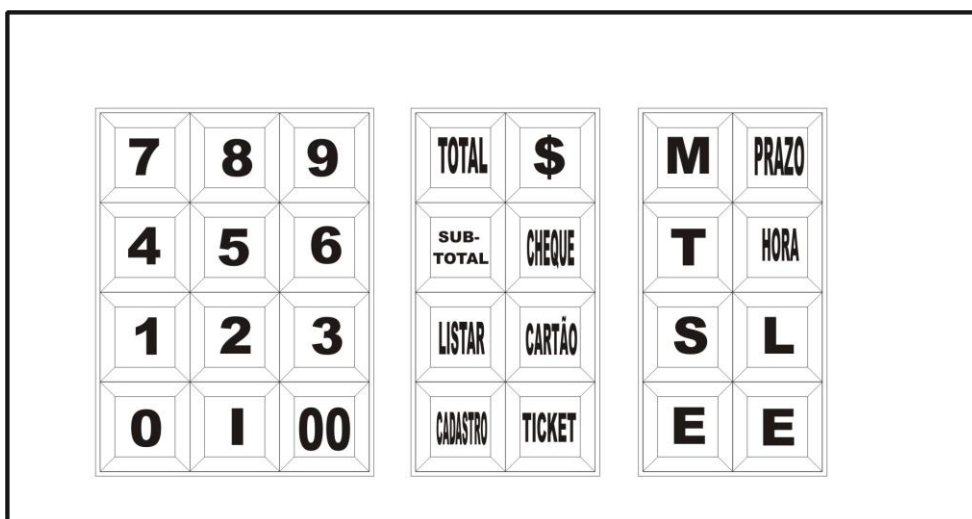 7 8 9
4 5 6
1 2 3
0 I 00
TOTAL $
SUB-
TOTAL
CHEQUE
LISTAR CARTÃO
CADASTRO TICKET
M PRAZO
T HORA
S L
E E